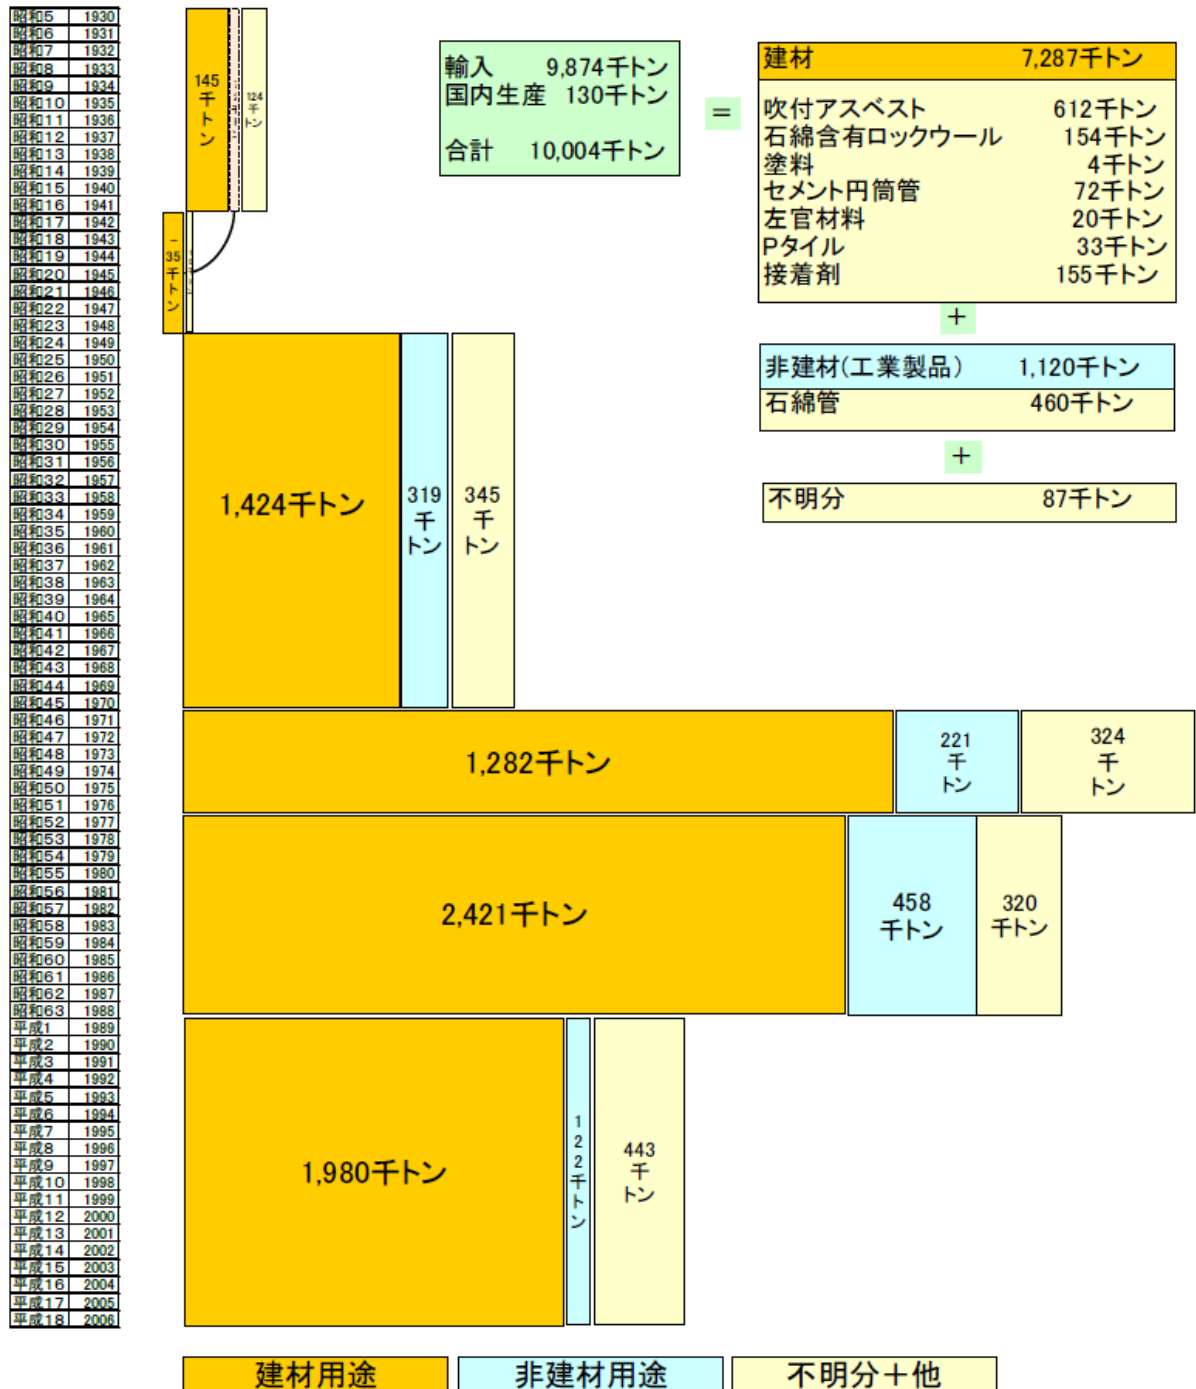 昭和5 1930
昭和6 1931
昭和7 1932
昭和8 1933
昭和9 1934
昭和10 1935
昭和11 1936
昭和12 1937
昭和13 1938
昭和14 1939
昭和15 1940
昭和16 1941
昭和17 1942
昭和18 1943
昭和19 1944
昭和20 1945
昭和21 1946
昭和22 1947
昭和23 1948
昭和24 1949
昭和25 1950
昭和26 1951
昭和27 1952
昭和28 1953
昭和29 1954
昭和30 1955
昭和31 1956
昭和32 1957
昭和33 1958
昭和34 1959
昭和35 1960
昭和36 1961
昭和37 1962
昭和38 1963
昭和39 1964
昭和40 1965
昭和41 1966
昭和42 1967
昭和43 1968
昭和44 1969
昭和45 1970
昭和46 1971
昭和47 1972
昭和48 1973
昭和49 1974
昭和50 1975
昭和51 1976
昭和52 1977
昭和53 1978
昭和54 1979
昭和55 1980
昭和56 1981
昭和57 1982
昭和58 1983
昭和59 1984
昭和60 1985
昭和61 1986
昭和62 1987
昭和63 1988
平成1 1989
平成2 1990
平成3 1991
平成4 1992
平成5 1993
平成6 1994
平成7 1995
平成8 1996
平成9 1997
平成10 1998
平成11 1999
平成12 2000
平成13 2001
平成14 2002
平成15 2003
平成16 2004
平成17 2005
平成18 2006
145
千
ト
ン
124
千
トン
－
35
千
ト
ン
輸入 9,874千トン
国内生産 130千トン
合計 10,004千トン
＝
建材 7,287千トン
吹付アスベスト 612千トン
石綿含有ロックウール 154千トン
塗料 4千トン
セメント円筒管 72千トン
左官材料 20千トン
Pタイル 33千トン
接着剤 155千トン
＋
非建材(工業製品） 1,120千トン
石綿管 460千トン
＋
不明分 87千トン
1,424千トン
319
千
トン
345
千
トン
1,282千トン
221
千
トン
324
千
トン
2,421千トン
458
千トン
320
千トン
1,980千トン
1
2
2
千
ト
ン
443
千
トン
建材用途
非建材用途
不明分＋他